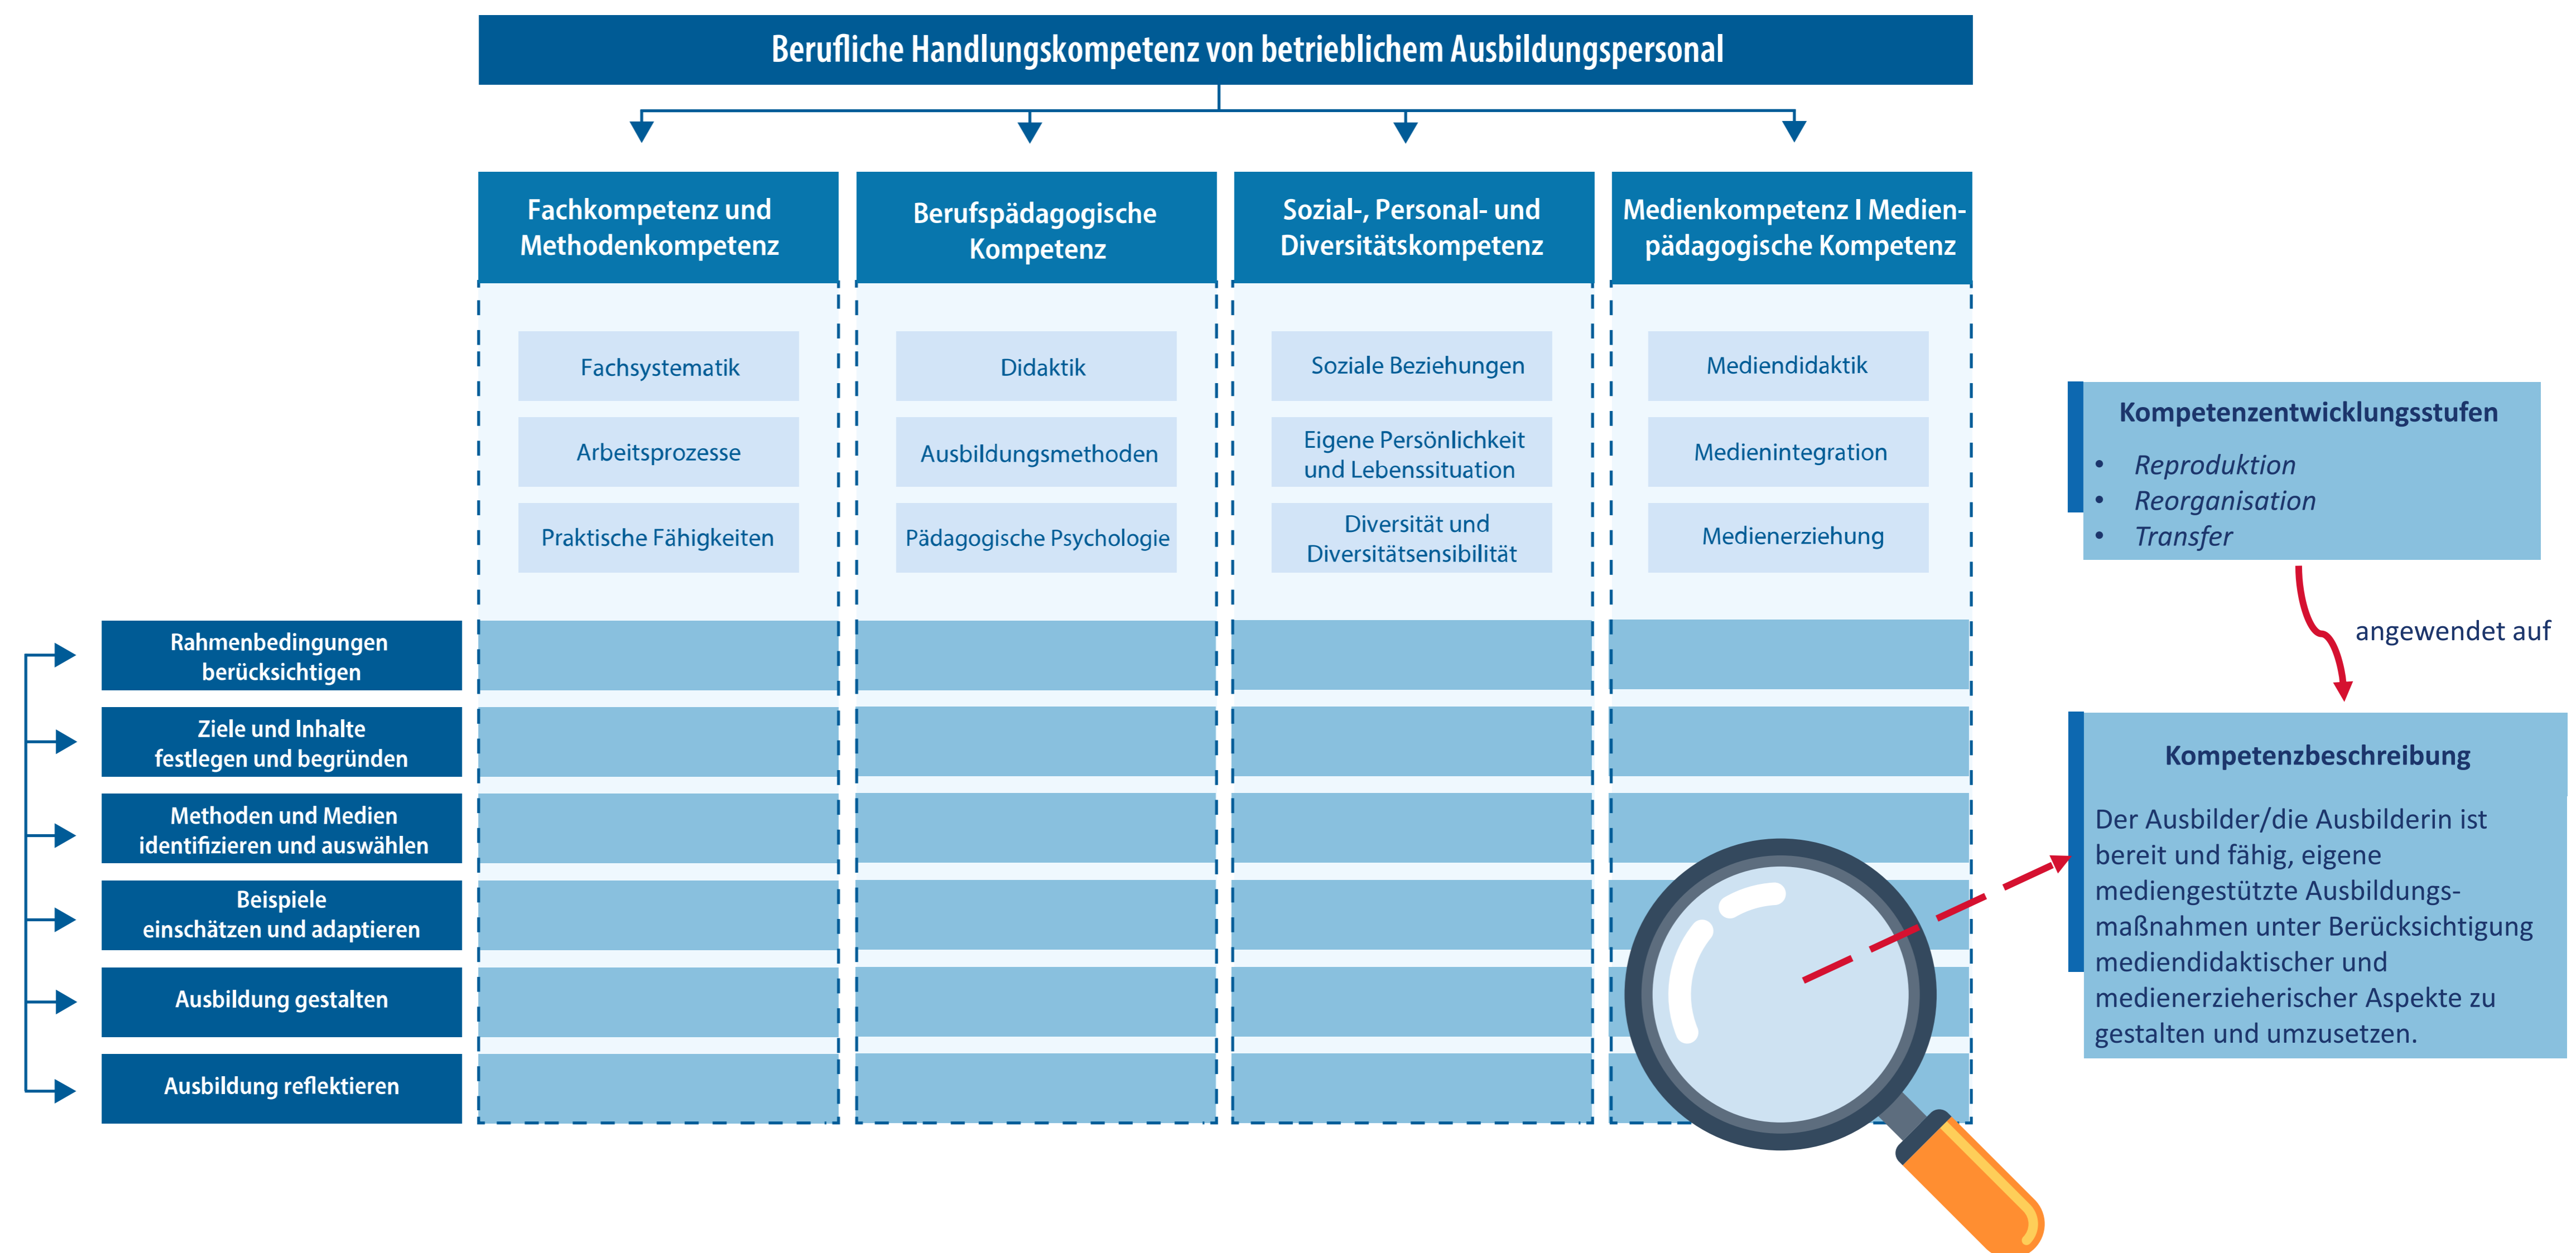 Berufliche Handlungskompetenz von betrieblichem Ausbildungspersonal
Fachkompetenz und
Methodenkompetenz
Berufspädagogische
Kompetenz
Sozial-, Personal- und
Diversitätskompetenz
Medienkompetenz I Medien-
pädagogische Kompetenz
Fachsystematik
Arbeitsprozesse
Praktische Fähigkeiten
Didaktik
Ausbildungsmethoden
Pädagogische Psychologie
Soziale Beziehungen
Eigene Persönlichkeit
und Lebenssituation
Diversität und
Diversitätsensibilität
Mediendidaktik
Medienintegration
Medienerziehung
Rahmenbedingungen
berücksichtigen
Ziele und Inhalte
festlegen und begründen
Methoden und Medien
identifizieren und auswählen
Beispiele
einschätzen und adaptieren
Ausbildung gestalten
Ausbildung reflektieren
Kompetenzentwicklungsstufen
• Reproduktion
• Reorganisation
• Transfer
angewendet auf
Kompetenzbeschreibung
Der Ausbilder/die Ausbilderin ist
bereit und fähig, eigene
mediengestützte Ausbildungs-
maßnahmen unter Berücksichtigung
mediendidaktischer und
medienerzieherischer Aspekte zu
gestalten und umzusetzen.